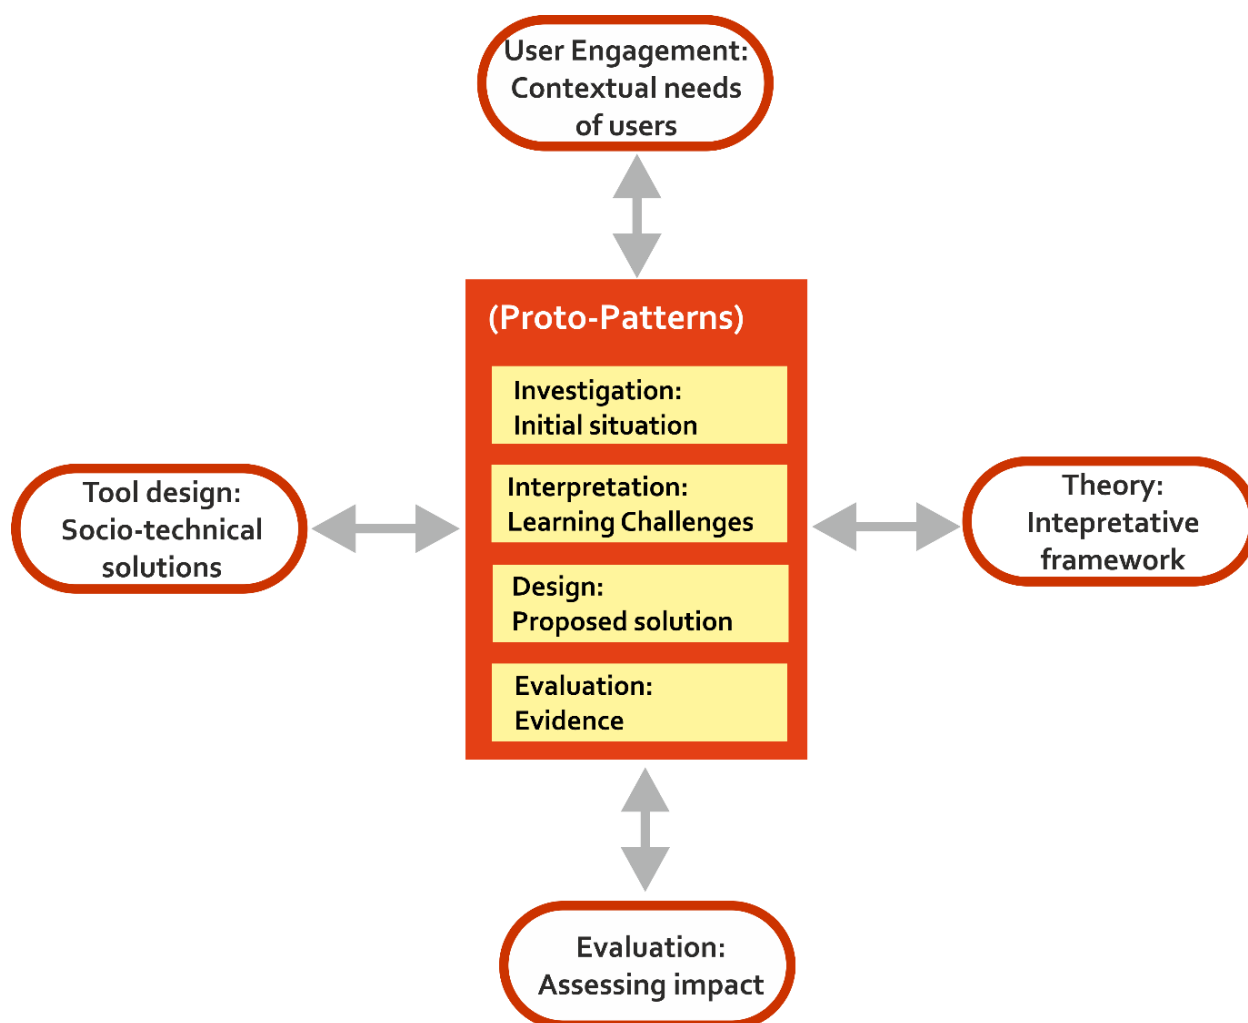 User Engagement:
Contextual needs
of users
(Proto-Patterns)
Investigation:
Initial situation
Interpretation:
Learning Challenges
Design:
Proposed solution
Evaluation:
Evidence
Tool design:
Socio-technical
solutions
Theory:
Intepretative
framework
Evaluation:
Assessing impact